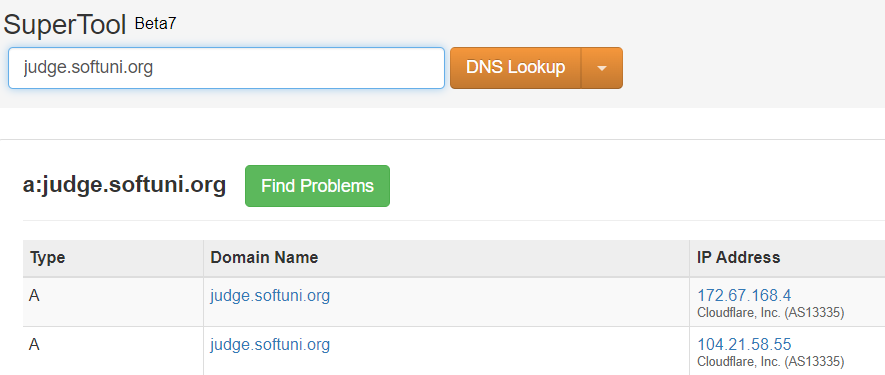 SuperTool Beta7
judge.softuni.org DNS Lookup
a:judge.softuni.org Find Problems
Type Domain Name IP Address
A judge.softuni.org 172.67.168.4
Cloudflare, Inc. (AS13335)
A judge.softuni.org 104.21.58.55
Cloudflare, Inc. (AS13335)